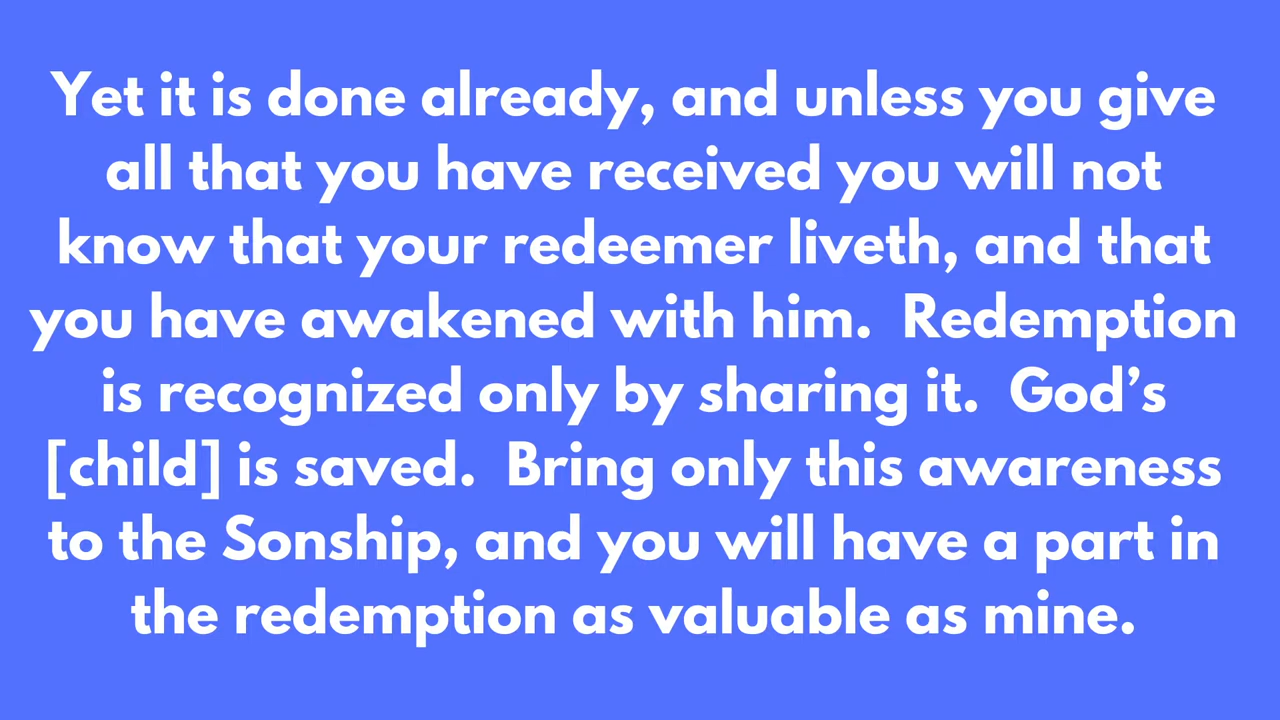 Yet it is done already, and unless you give
all that you have received you will not
know that your redeemer liveth, and that
you have awakened with him.  Redemption
is recognized only by sharing it.  God’s
[child] is saved.  Bring only this awareness
to the Sonship, and you will have a part in
the redemption as valuable as mine.